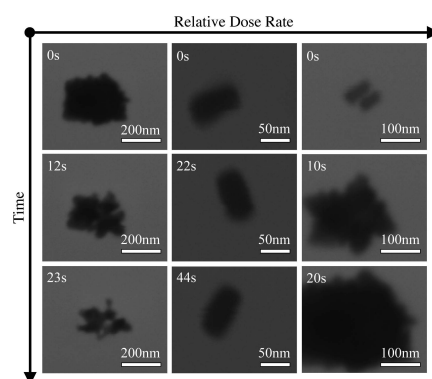 Relative Dose Rate
Time
0s
200nm
0s
50nm
0s
100nm
12s
200nm
22s
50nm
10s
100nm
23s
200nm
44s
50nm
20s
100nm